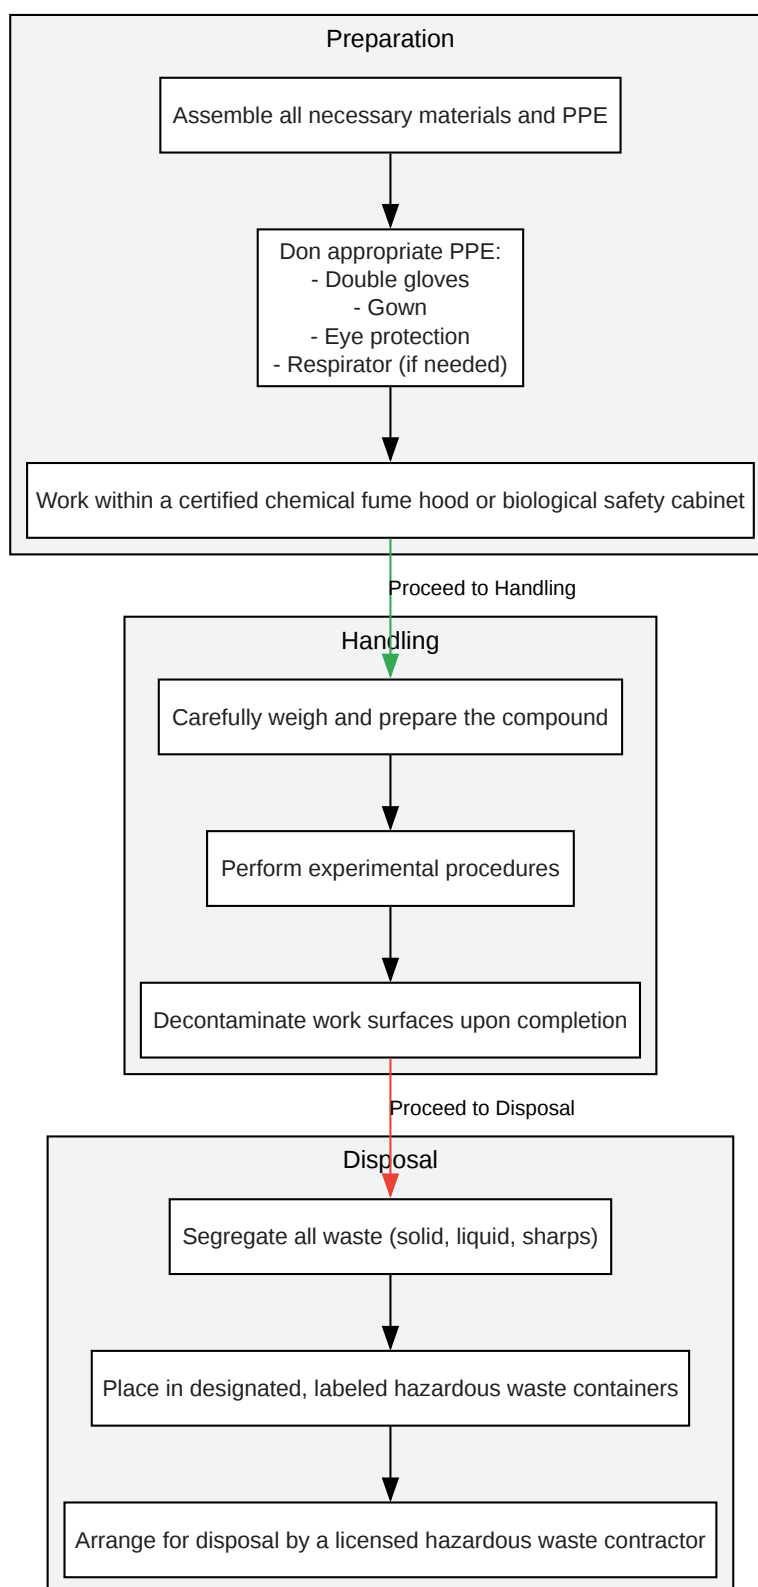 Preparation
Assemble all necessary materials and PPE
Don appropriate PPE:
- Double gloves
- Gown
- Eye protection
- Respirator (if needed)
Work within a certified chemical fume hood or biological safety cabinet
Proceed to Handling
Handling
Carefully weigh and prepare the compound
Perform experimental procedures
Decontaminate work surfaces upon completion
Proceed to Disposal
Disposal
Segregate all waste (solid, liquid, sharps)
Place in designated, labeled hazardous waste containers
Arrange for disposal by a licensed hazardous waste contractor